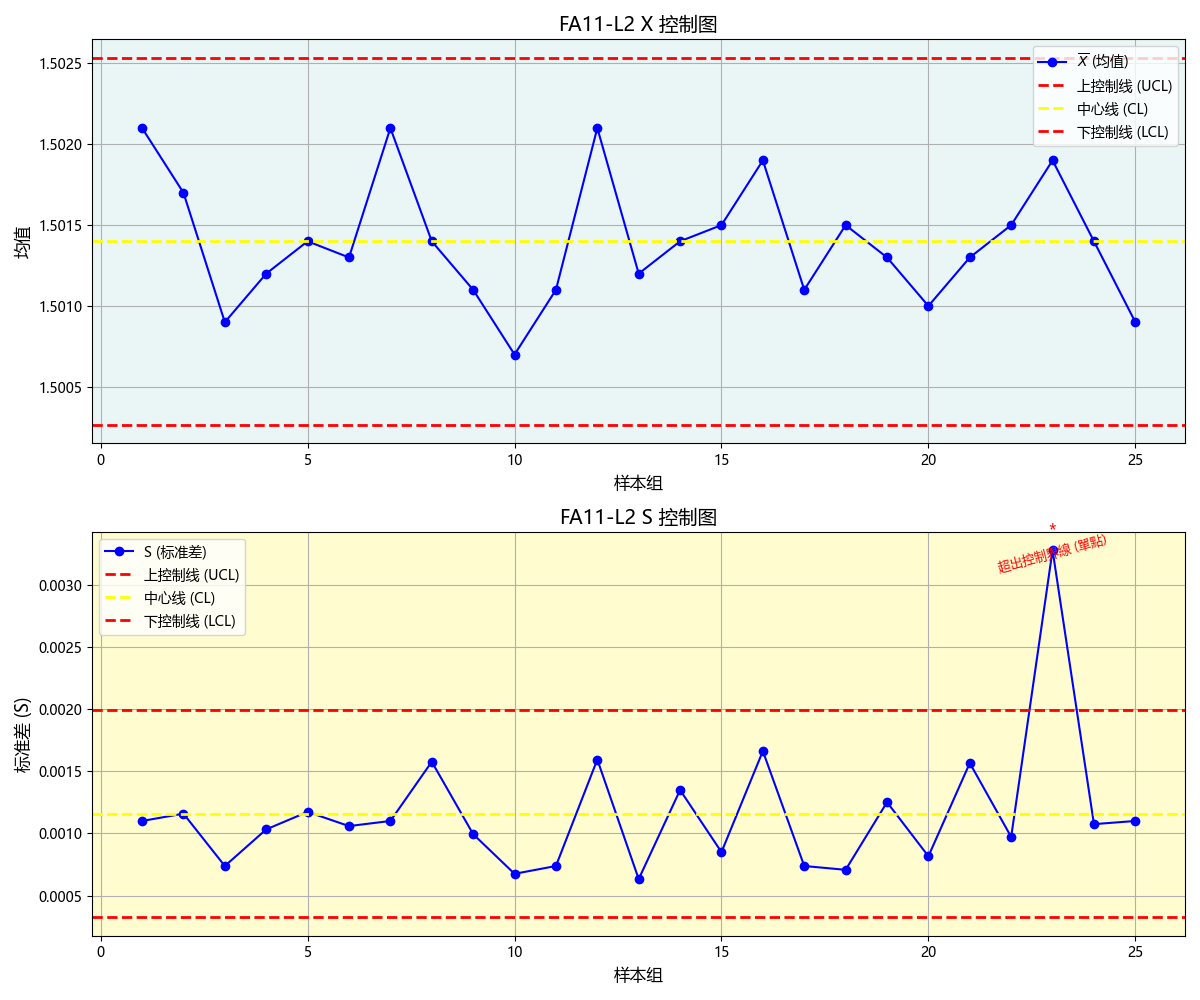 FA11-L2 X 控制图
均值
1.5025
1.5020
1.5015
1.5010
1.5005
X (均值)
上控制线 (UCL)
中心线 (CL)
下控制线 (LCL)
0 5 10 15 20 25
样本组
FA11-L2 S 控制图
标准差 (S)
0.0030
0.0025
0.0020
0.0015
0.0010
0.0005
S (标准差)
上控制线 (UCL)
中心线 (CL)
下控制线 (LCL)
*
超出控制界線 (單點)
0 5 10 15 20 25
样本组